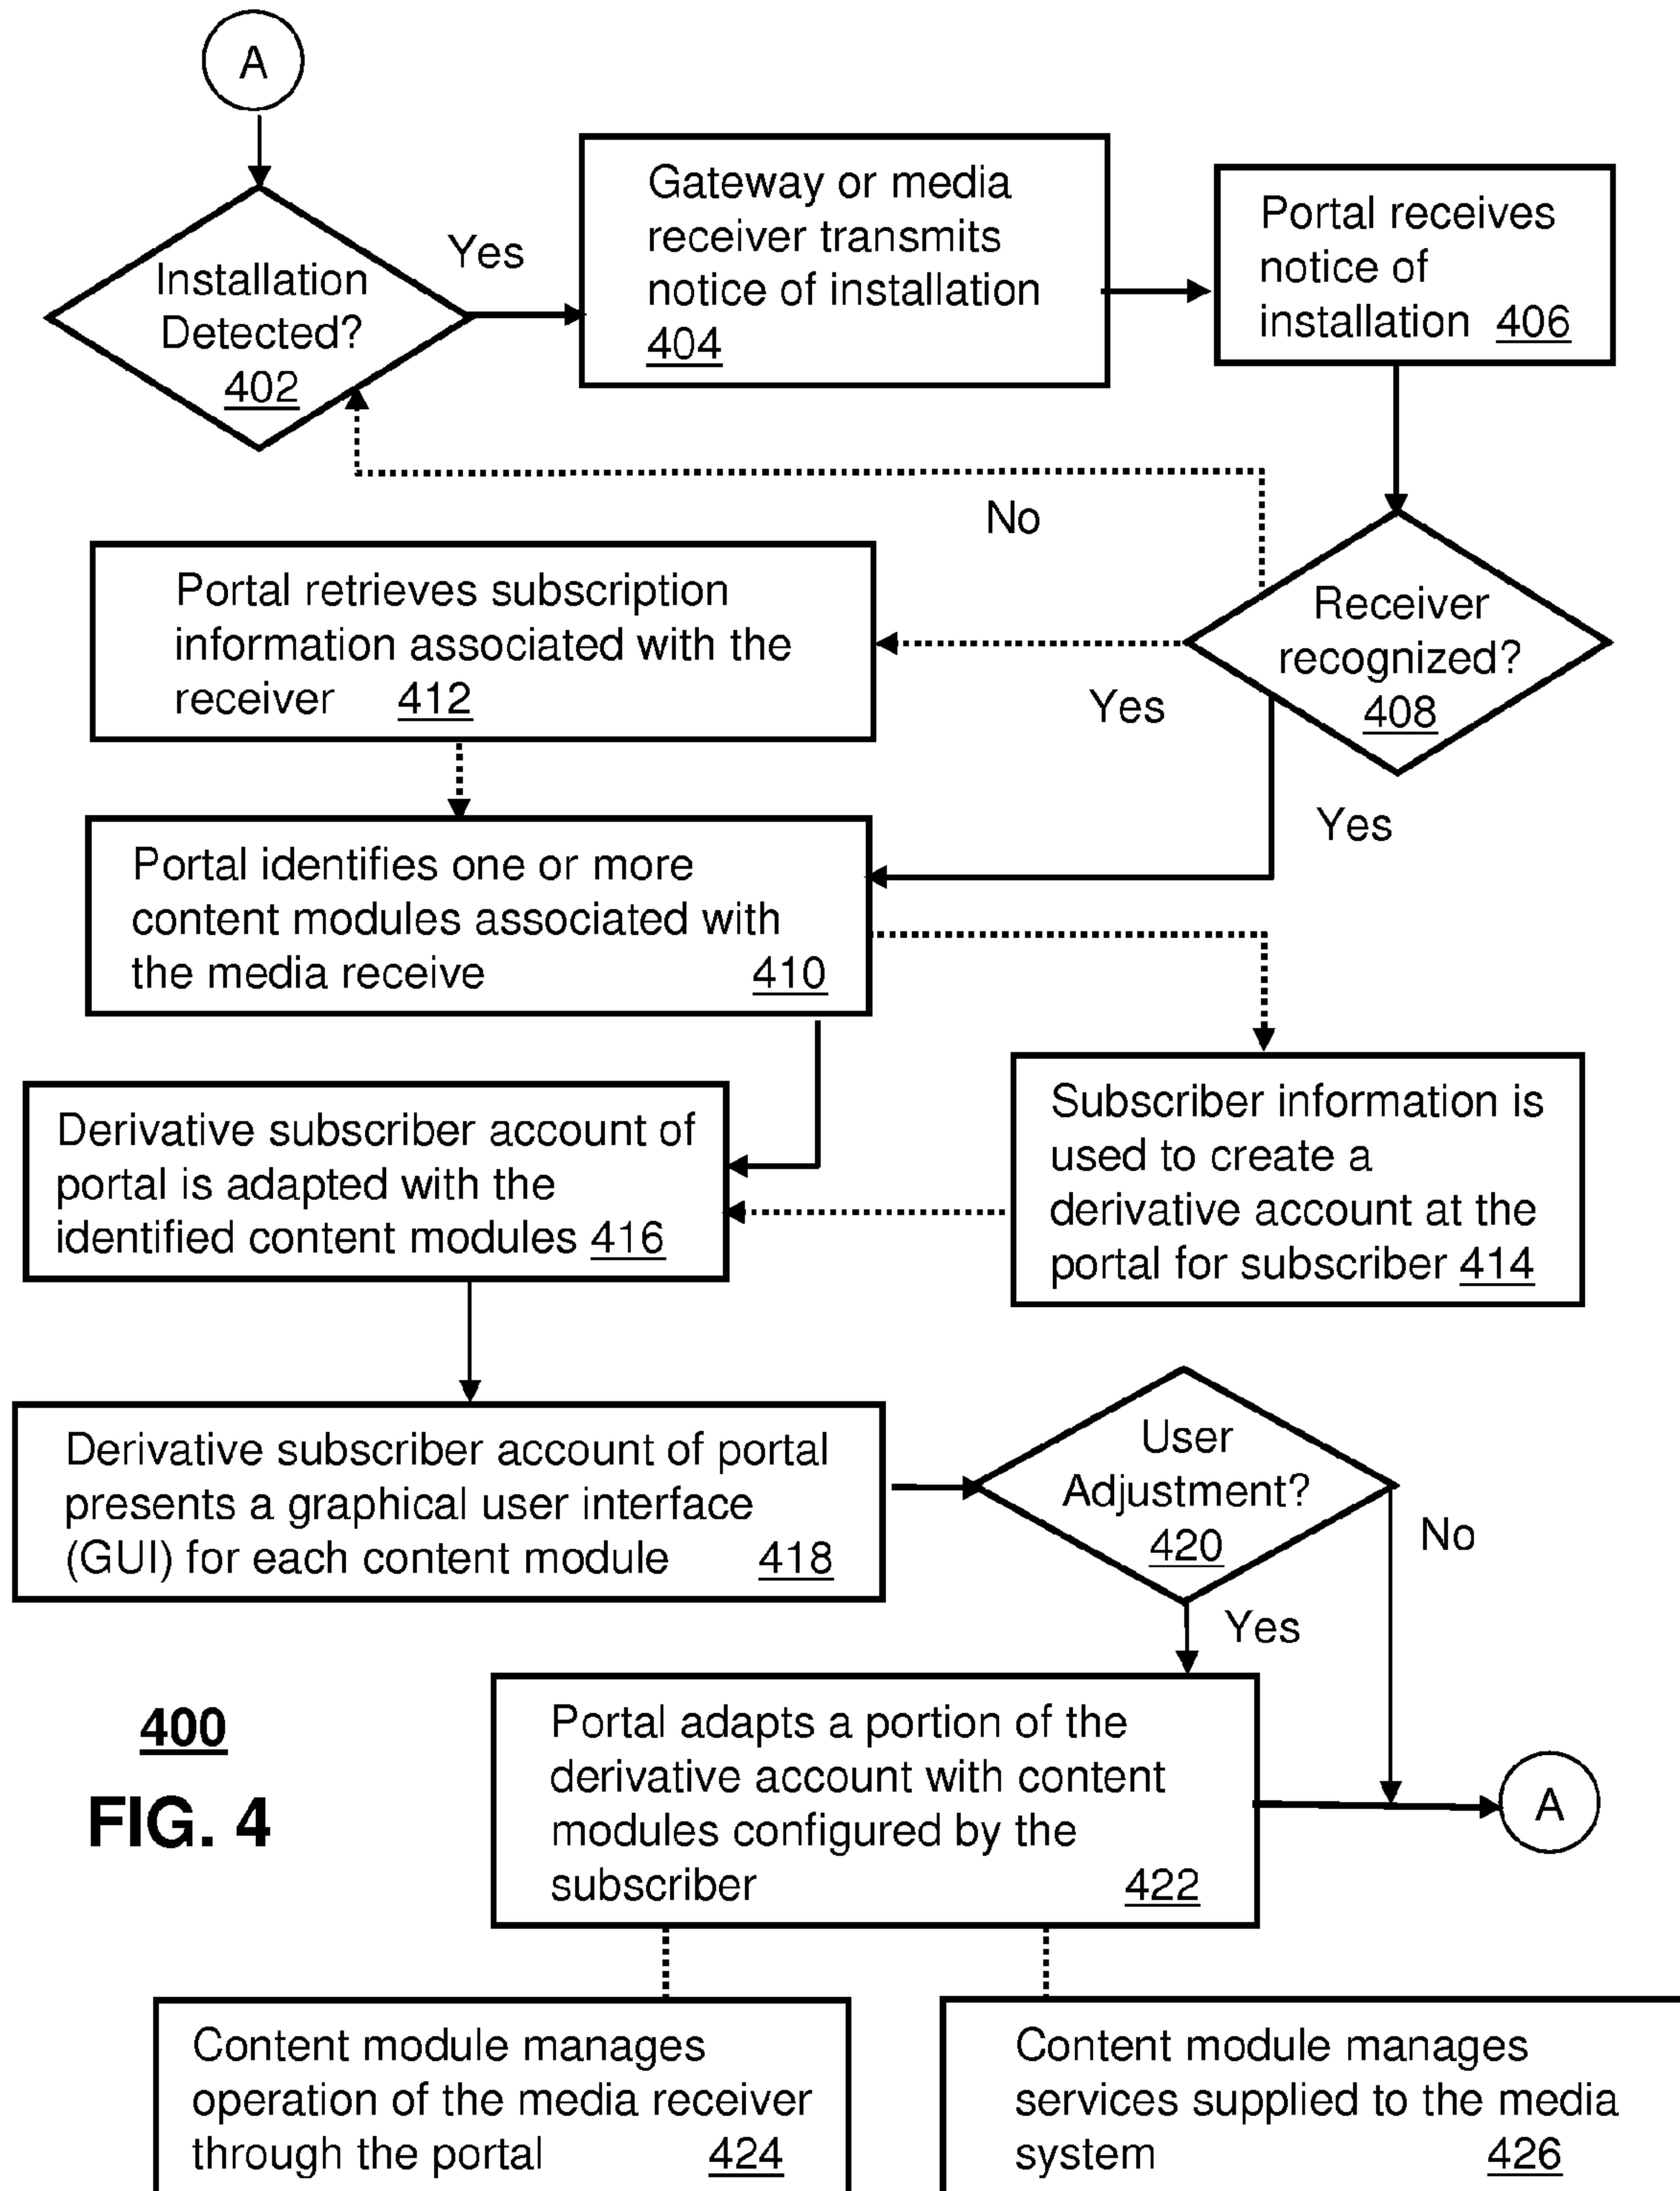 A
Installation
Detected?
402
Yes
Gateway or media
receiver transmits
notice of installation
404
Portal receives
notice of
installation 406
No
Receiver
recognized?
408
Yes
Yes
Portal retrieves subscription
information associated with the
receiver 412
Portal identifies one or more
content modules associated with
the media receive 410
Subscriber information is
used to create a
derivative account at the
portal for subscriber 414
Derivative subscriber account of
portal is adapted with the
identified content modules 416
Derivative subscriber account of portal
presents a graphical user interface
(GUI) for each content module 418
User
Adjustment?
420
No
Yes
Portal adapts a portion of the
derivative account with content
modules configured by the
subscriber 422
A
400
FIG. 4
Content module manages
operation of the media receiver
through the portal 424
Content module manages
services supplied to the media
system 426